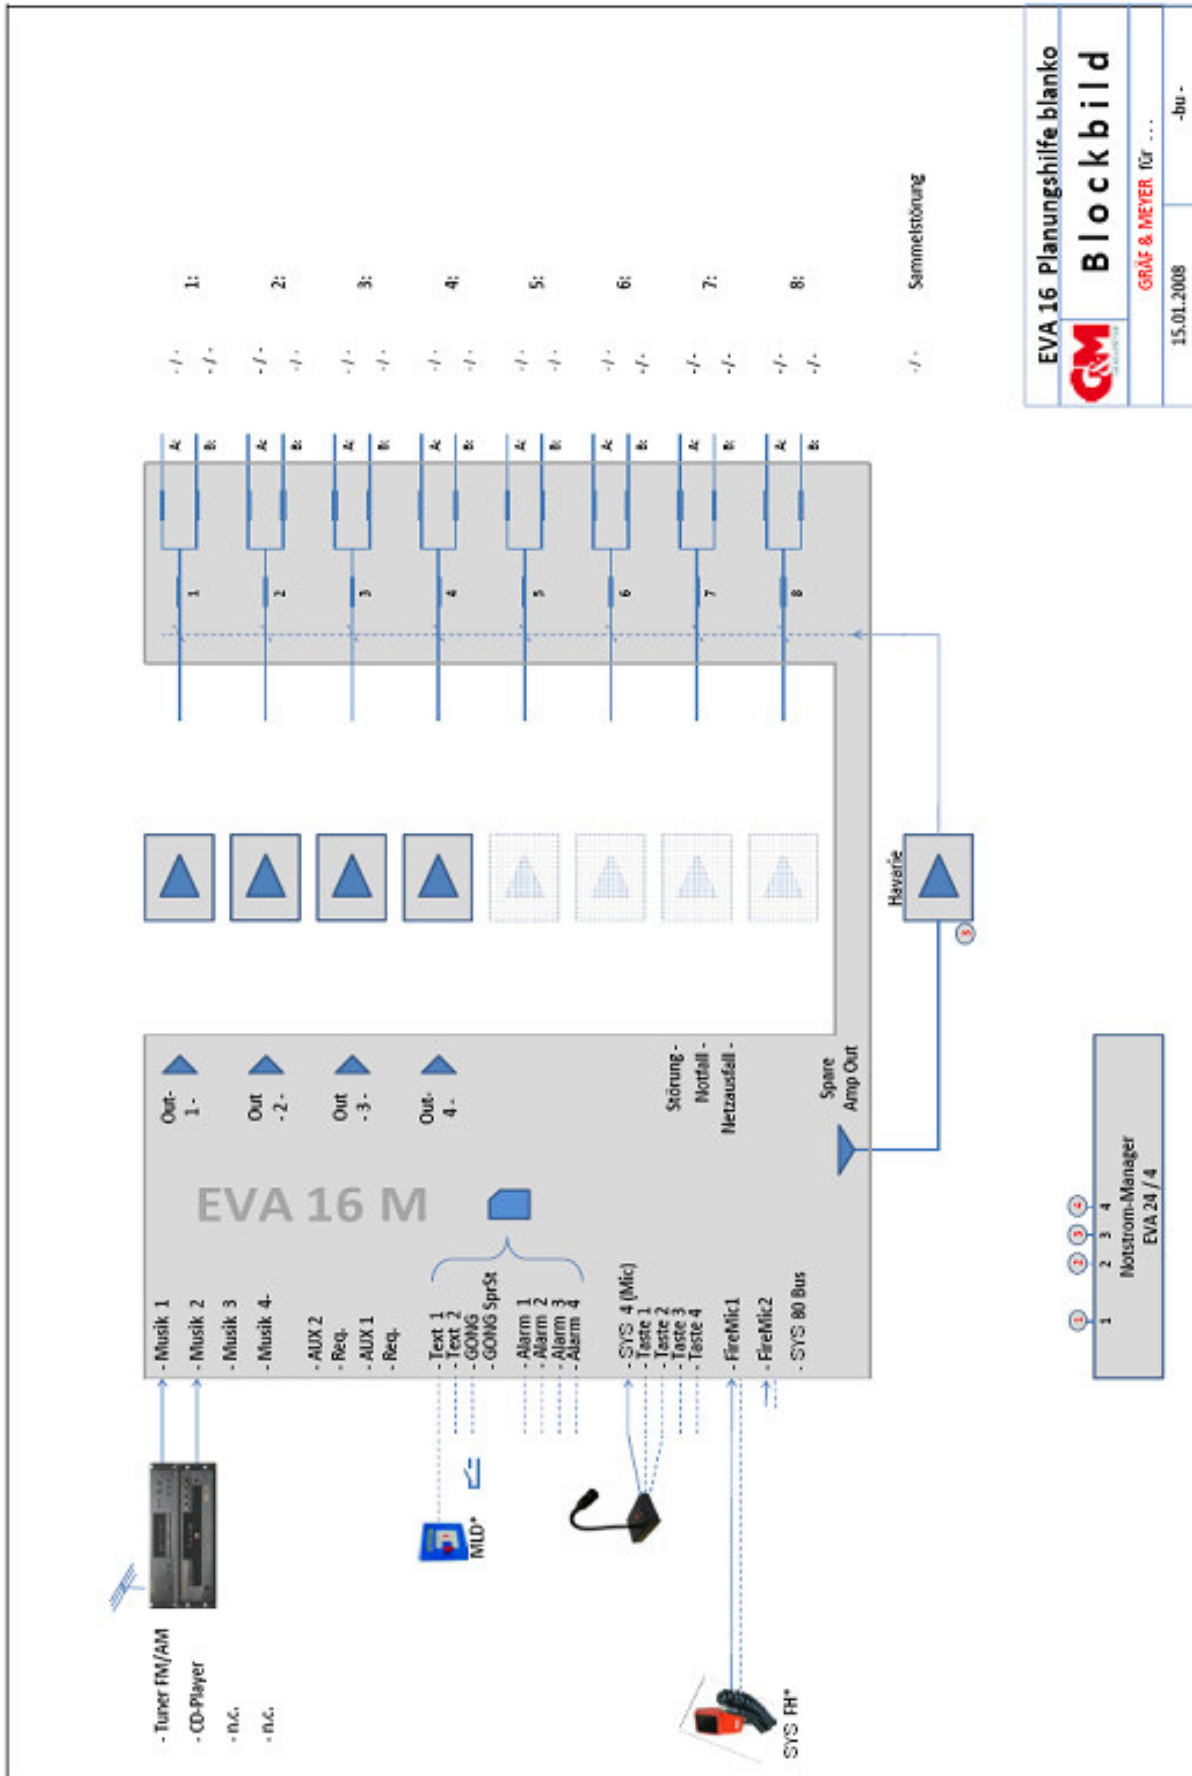 - Tuner FM/AM
- CD-Player
- n.c.
- n.c.
MLD*
SYS FH*
- Musik 1
- Musik 2
- Musik 3
- Musik 4-
- AUX 2
- Req.
- AUX 1
- Req.
- Text 1
- Text 2
- GONG
- GONG SprSt
- Alarm 1
- Alarm 2
- Alarm 3
Alarm 4
- SYS 4 (Mic)
- Taste 1
- Taste 2
- Taste 3
- Taste 4
- FireMic1
- FireMic2
- SYS 80 Bus
EVA 16 M
Out-
1 -
Out
- 2 -
Out
- 3 -
Out-
4 -
Störung -
Notfall -
Netzausfall -
Spare
Amp Out
Havarie
5
1
2
3
4
5
6
7
8
A: -/-
1:
B: -/-
A: -/-
2:
B: -/-
A: -/-
3:
B: -/-
A: -/-
4:
B: -/-
A: -/-
5:
B: -/-
A: -/-
6:
B: -/-
A: -/-
7:
B: -/-
A: -/-
8:
B: -/-
-/- Sammelstörung
1 2 3 4
1 2 3 4
Notstrom-Manager
EVA 24 / 4
EVA 16 Planungshilfe blanko
G&M
Blockbild
GRÄF & MEYER für ...
15.01.2008 -bu -